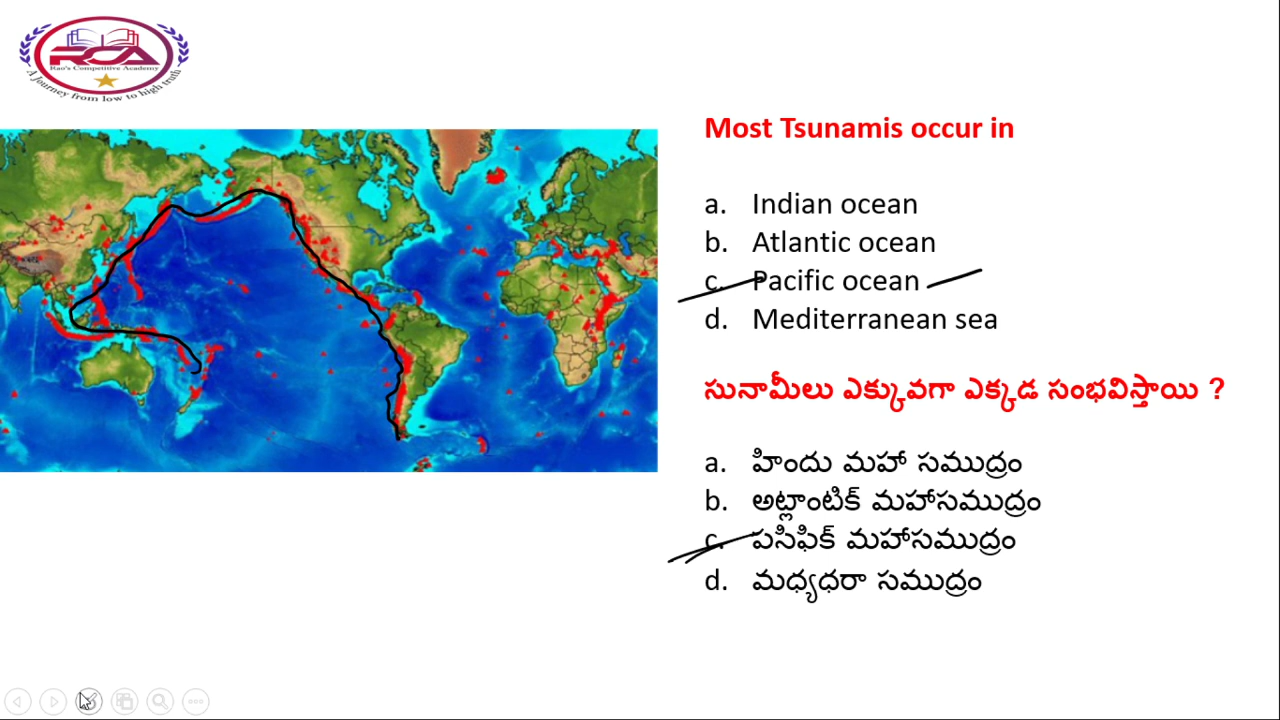 RCA
Rao's Competitive Academy
A journey from low to high truth
Most Tsunamis occur in
a. Indian ocean
b. Atlantic ocean
c. Pacific ocean
d. Mediterranean sea
సునామీలు ఎక్కువగా ఎక్కడ సంభవిస్తాయి ?
a. హిందు మహా సముద్రం
b. అట్లాంటిక్ మహాసముద్రం
c. పసిఫిక్ మహాసముద్రం
d. మధ్యధరా సముద్రం